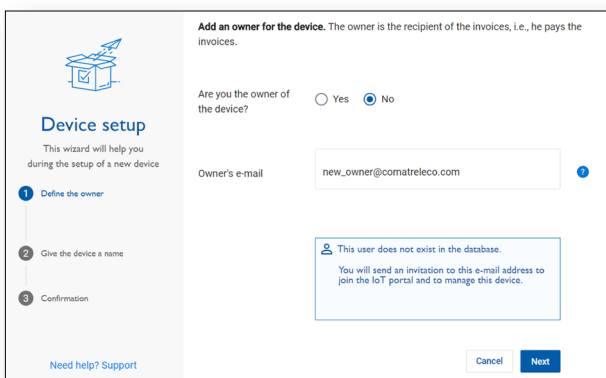 Add an owner for the device. The owner is the recipient of the invoices, i.e., he pays the
invoices.
Are you the owner of
the device?
Yes
No
Device setup
This wizard will help you
during the setup of a new device
Owner's e-mail
new_owner@comatreleco.com
?
1 Define the owner
This user does not exist in the database.
You will send an invitation to this e-mail address to
join the IoT portal and to manage this device.
2 Give the device a name
3 Confirmation
Need help? Support
Cancel
Next